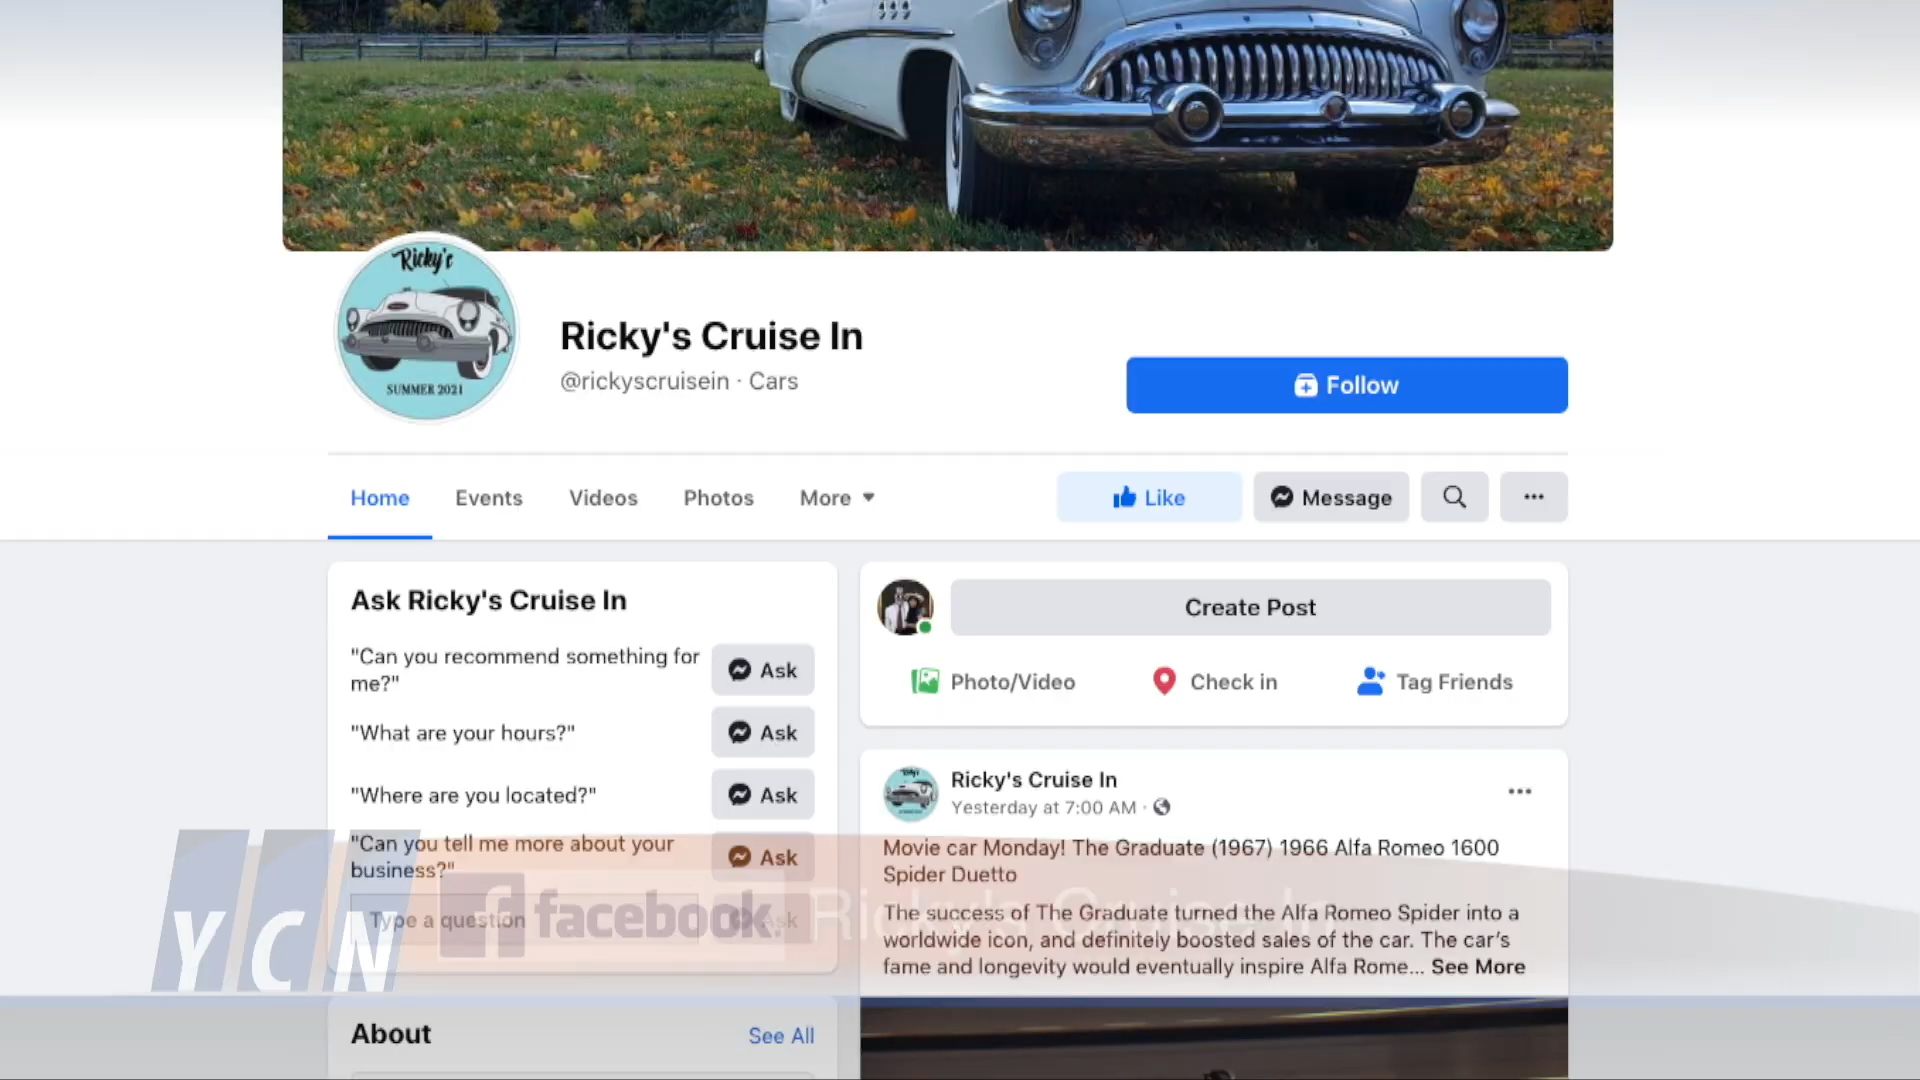 Ricky's
SUMMER 2021
Ricky's Cruise In
@rickyscruisein · Cars
Follow
Home
Events
Videos
Photos
More
Like
Message
Ask Ricky's Cruise In
"Can you recommend something for
me?"
Ask
"What are your hours?"
Ask
"Where are you located?"
Ask
"Can you tell me more about your
business?"
Ask
Type a question
Ask
About
See All
Create Post
Photo/Video
Check in
Tag Friends
Ricky's Cruise In
Yesterday at 7:00 AM ·
Movie car Monday! The Graduate (1967) 1966 Alfa Romeo 1600
Spider Duetto
The success of The Graduate turned the Alfa Romeo Spider into a
worldwide icon, and definitely boosted sales of the car. The car’s
fame and longevity would eventually inspire Alfa Rome... See More
YCN
facebook. Ricky's Cruise In